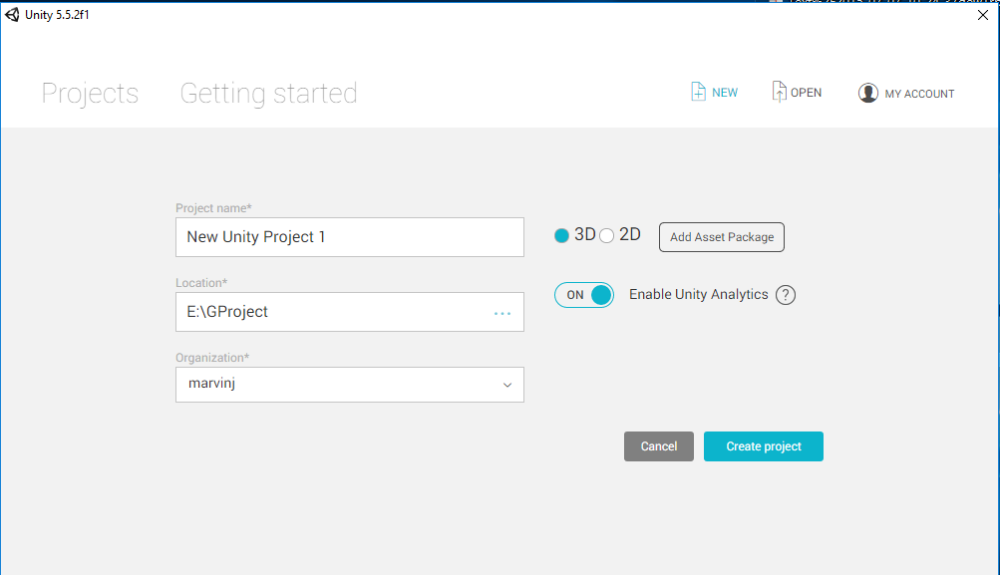 Unity 5.5.2f1
Projects Getting started NEW OPEN MY ACCOUNT
Project name*
New Unity Project 1
3D 2D Add Asset Package
Location*
E:\GProject ...
ON Enable Unity Analytics ?
Organization*
marvinj
Cancel Create project